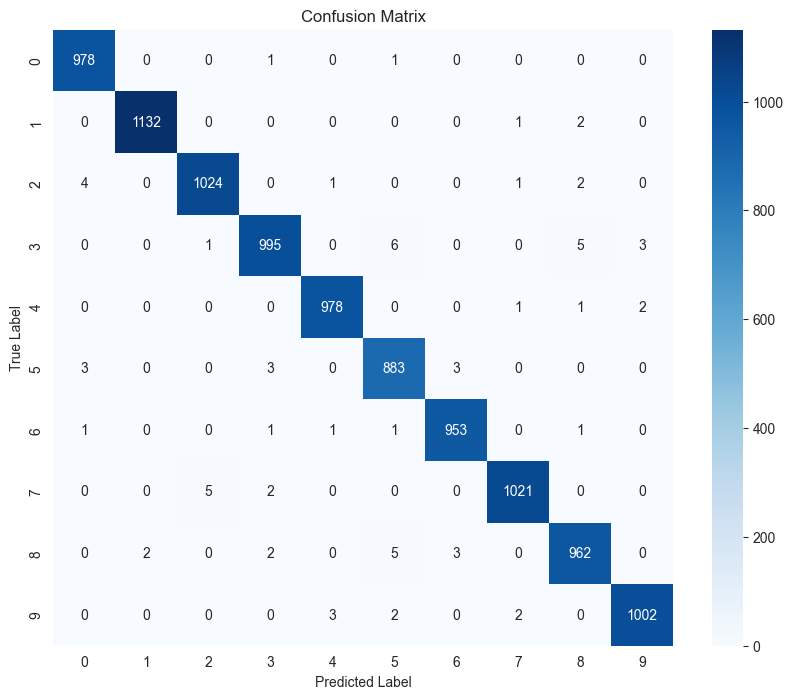 Confusion Matrix
0 978 0 0 1 0 1 0 0 0 0
1 0 1132 0 0 0 0 0 1 2 0
2 4 0 1024 0 1 0 0 1 2 0
3 0 0 1 995 0 6 0 0 5 3
4 0 0 0 0 978 0 0 1 1 2
5 3 0 0 3 0 883 3 0 0 0
6 1 0 0 1 1 1 953 0 1 0
7 0 0 5 2 0 0 0 1021 0 0
8 0 2 0 2 0 5 3 0 962 0
9 0 0 0 0 3 2 0 2 0 1002
0 1 2 3 4 5 6 7 8 9
Predicted Label
True Label
1000
800
600
400
200
0